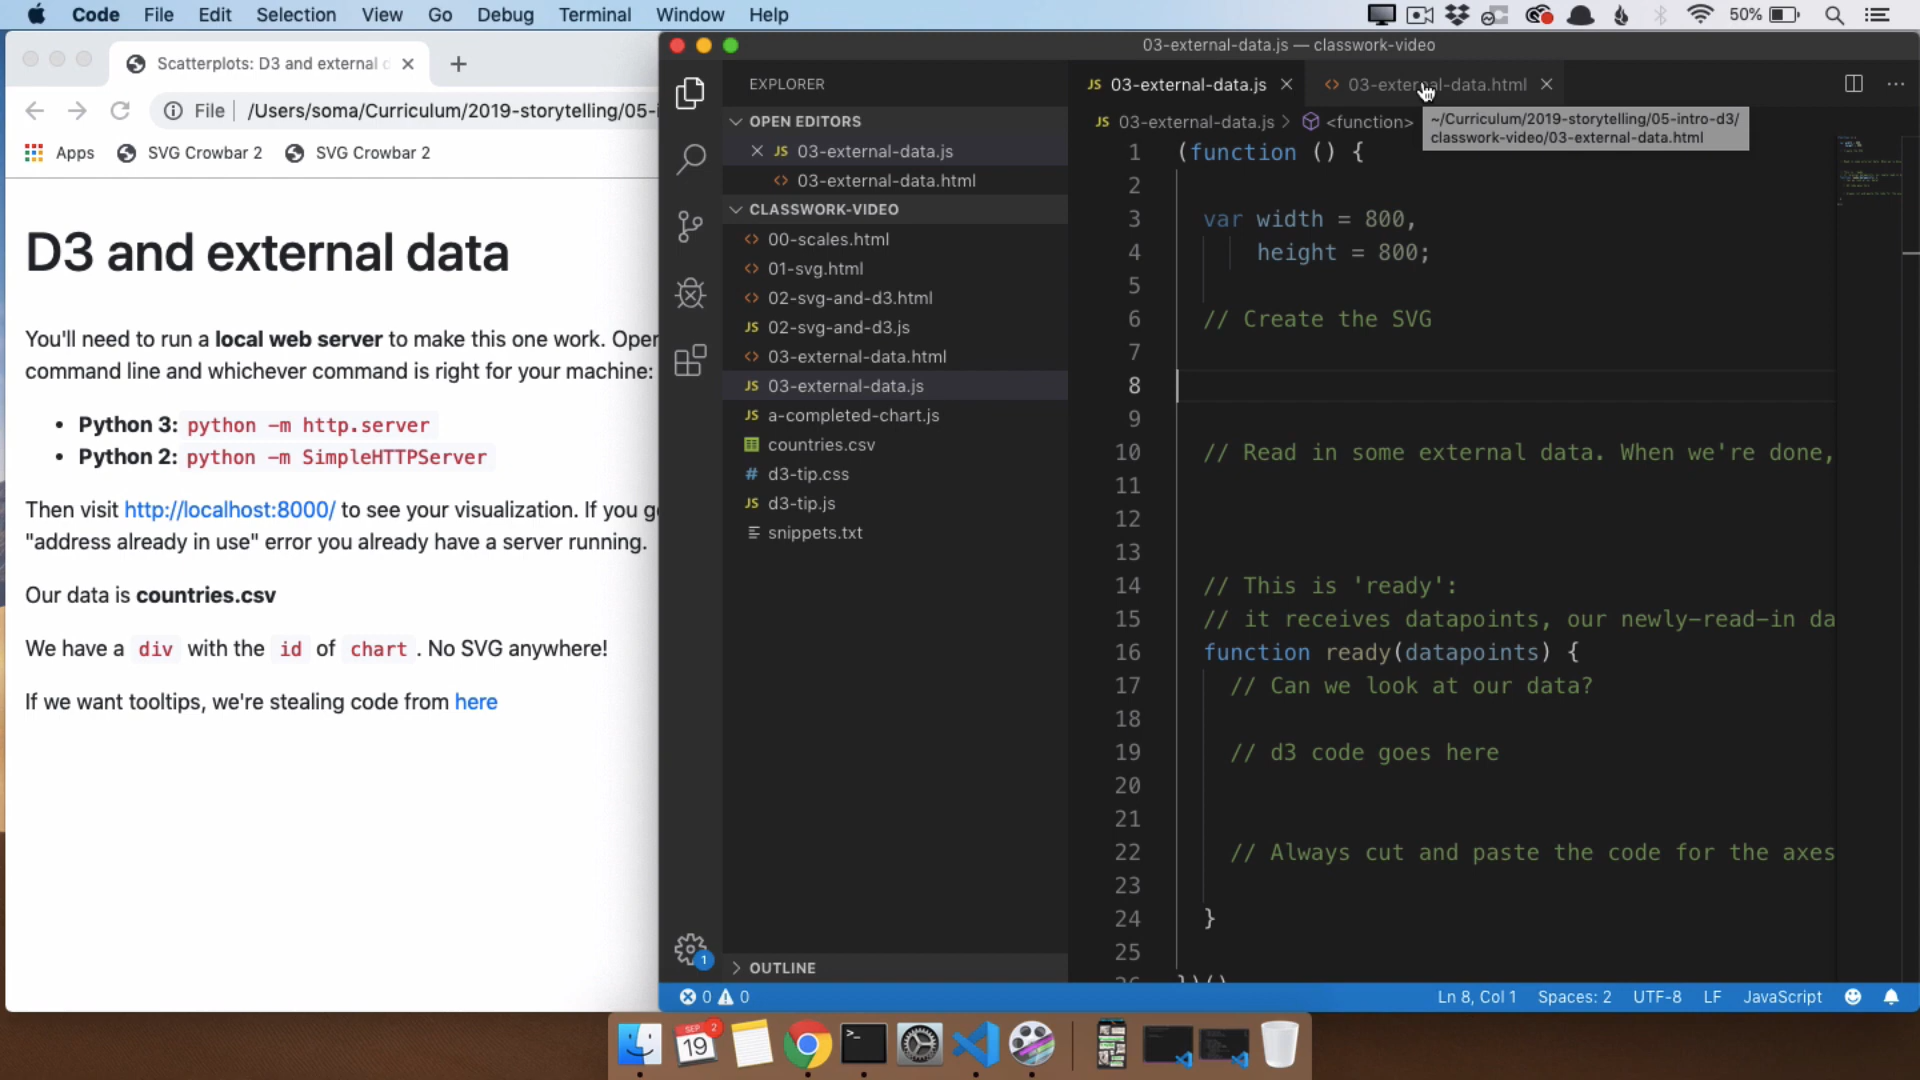 Code File Edit Selection View Go Debug Terminal Window Help 50%
Scatterplots: D3 and external
File /Users/soma/Curriculum/2019-storytelling/05-i
Apps SVG Crowbar 2 SVG Crowbar 2
D3 and external data
You'll need to run a local web server to make this one work. Open
command line and whichever command is right for your machine:
• Python 3: python -m http.server
• Python 2: python -m SimpleHTTPServer
Then visit http://localhost:8000/ to see your visualization. If you ge
"address already in use" error you already have a server running.
Our data is countries.csv
We have a div with the id of chart . No SVG anywhere!
If we want tooltips, we're stealing code from here
03-external-data.js — classwork-video
EXPLORER
OPEN EDITORS
JS 03-external-data.js
<> 03-external-data.html
CLASSWORK-VIDEO
<> 00-scales.html
<> 01-svg.html
<> 02-svg-and-d3.html
JS 02-svg-and-d3.js
<> 03-external-data.html
JS 03-external-data.js
JS a-completed-chart.js
countries.csv
# d3-tip.css
JS d3-tip.js
snippets.txt
OUTLINE
1
JS 03-external-data.js <> 03-external-data.html
JS 03-external-data.js > <function>
~/Curriculum/2019-storytelling/05-intro-d3/
classwork-video/03-external-data.html
1 (function () {
2
3 var width = 800,
4 height = 800;
5
6 // Create the SVG
7
8
9
10 // Read in some external data. When we're done,
11
12
13
14 // This is 'ready':
15 // it receives datapoints, our newly-read-in da
16 function ready(datapoints) {
17 // Can we look at our data?
18
19 // d3 code goes here
20
21
22 // Always cut and paste the code for the axes
23
24 }
25
26 })()
0 0 Ln 8, Col 1 Spaces: 2 UTF-8 LF JavaScript
SEP 2
19